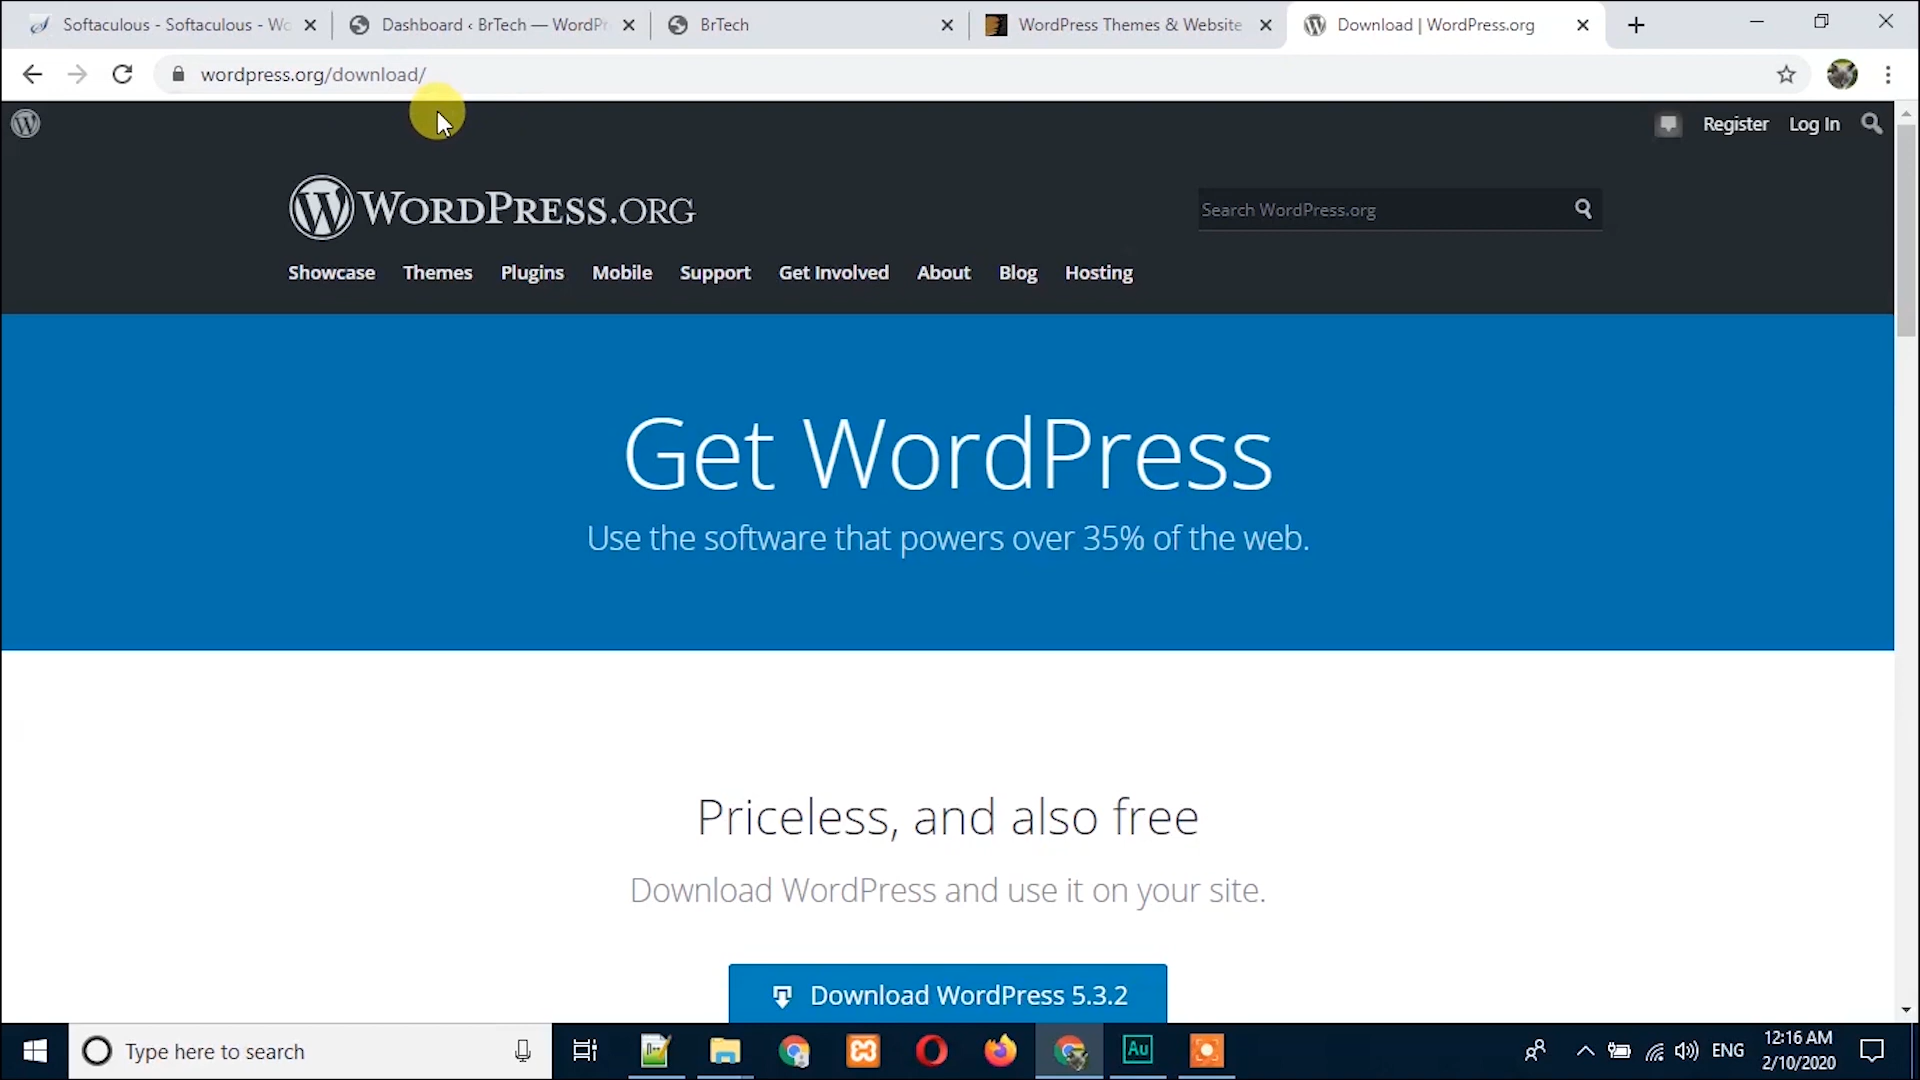 Softaculous - Softaculous - Wo
Dashboard ‹ BrTech — WordPr
BrTech
WordPress Themes & Website
Download | WordPress.org
wordpress.org/download/
Register
Log In
WORDPRESS.ORG
Search WordPress.org
Showcase
Themes
Plugins
Mobile
Support
Get Involved
About
Blog
Hosting
Get WordPress
Use the software that powers over 35% of the web.
Priceless, and also free
Download WordPress and use it on your site.
Download WordPress 5.3.2
Type here to search
Au
ENG
12:16 AM
2/10/2020